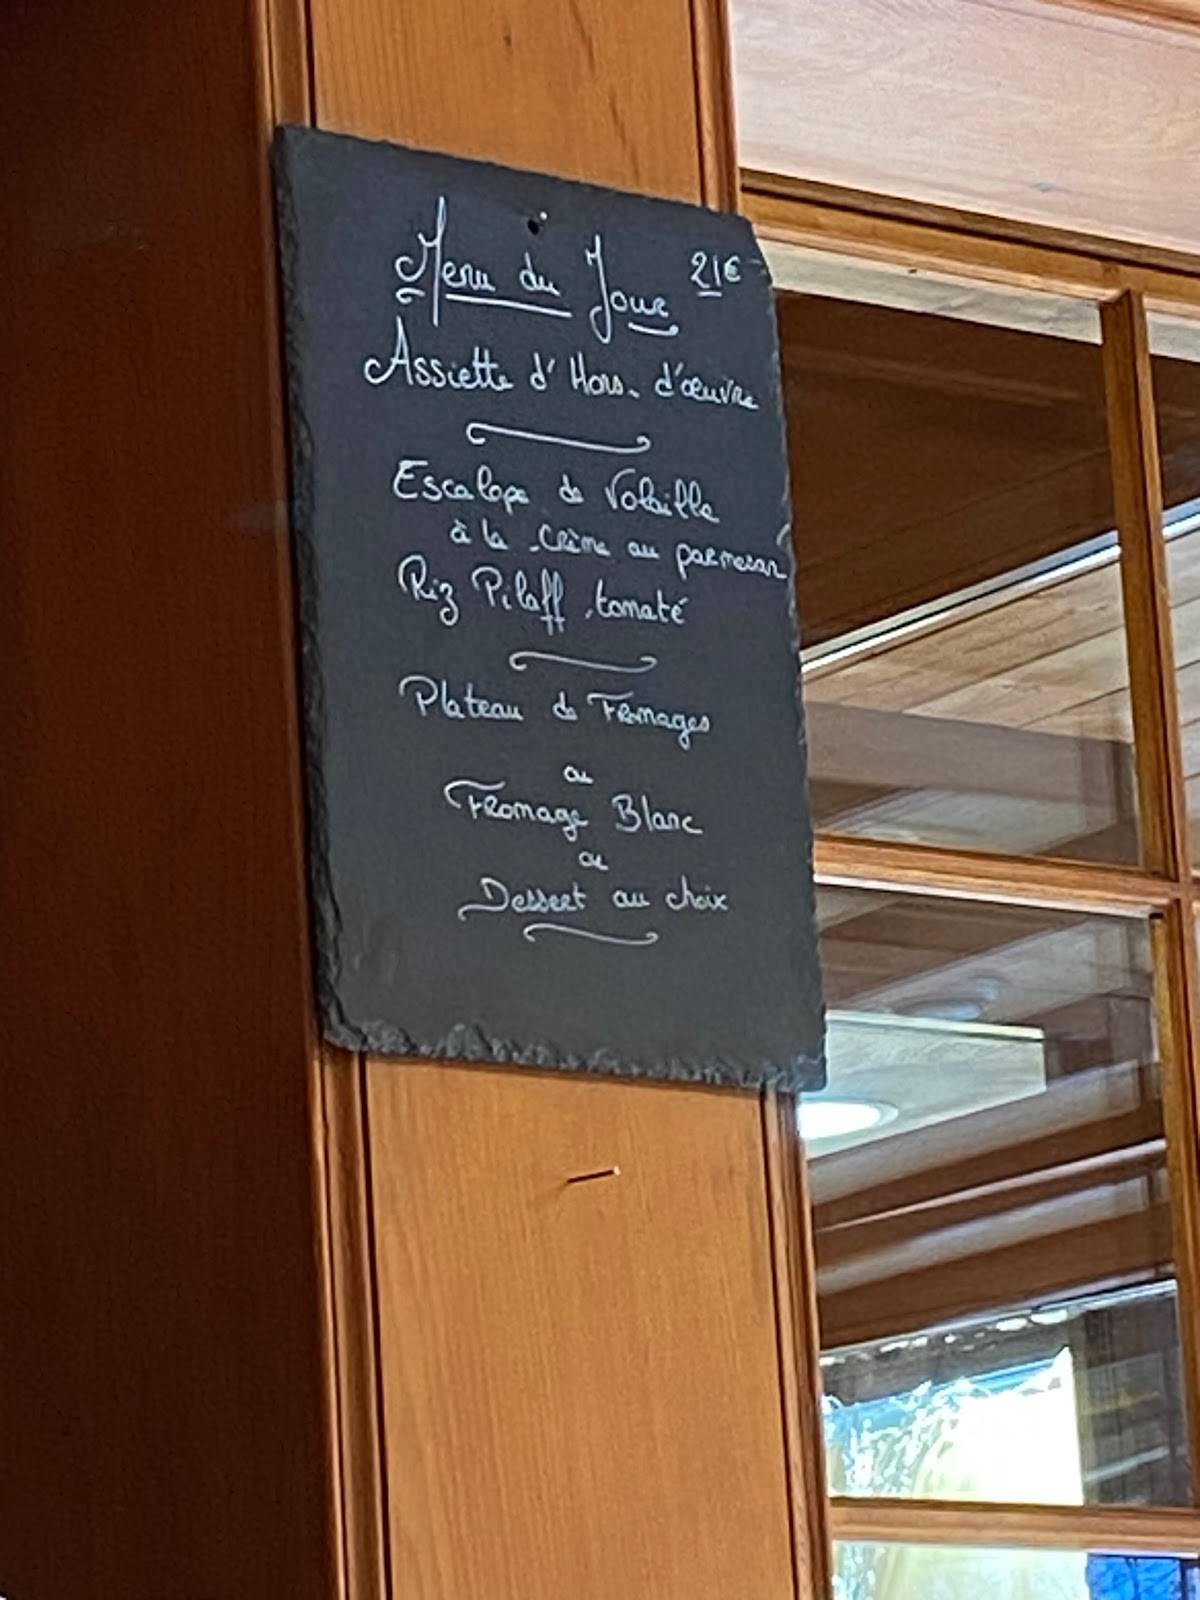 Menu du Jour 21€
Assiette d'Hors-d'œuvre
Escalope de Volaille
à la Crème au parmesan
Riz Pilaff tomaté
Plateau de Fromages
ou
Fromage Blanc
ou
Dessert au choix